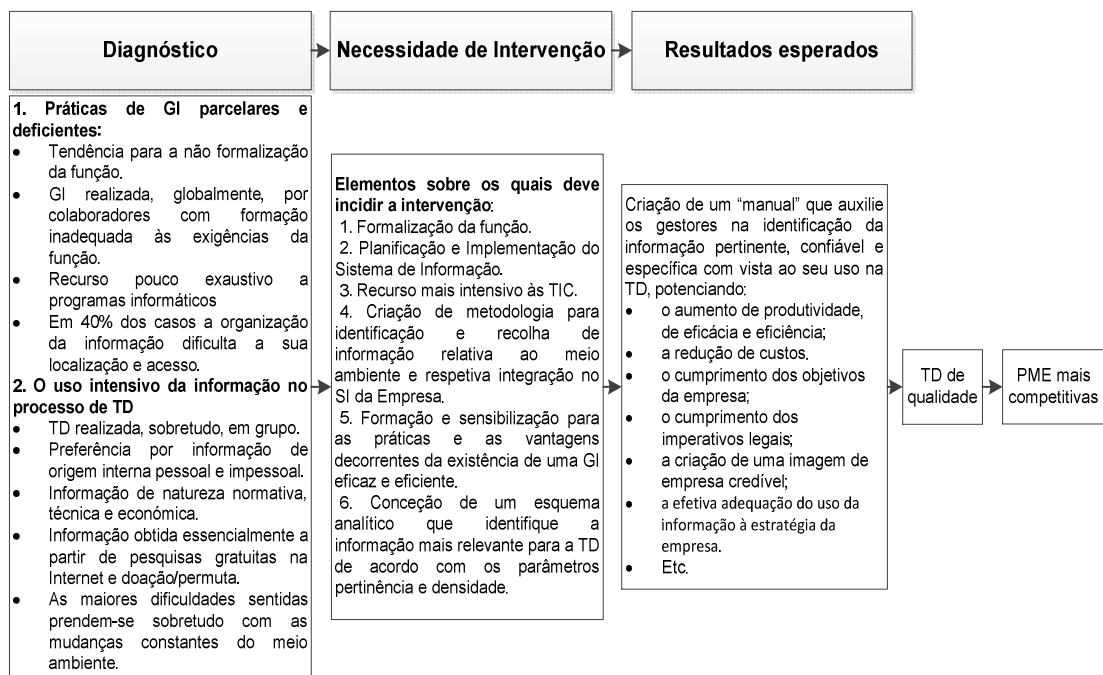 Diagnóstico
Necessidade de Intervenção
Resultados esperados
1. Práticas de GI parcelares e
deficientes:
• Tendência para a não formalização
da função.
• GI realizada, globalmente, por
colaboradores com formação
inadequada às exigências da
função.
• Recurso pouco exaustivo a
programas informáticos
• Em 40% dos casos a organização
da informação dificulta a sua
localização e acesso.
2. O uso intensivo da informação no
processo de TD
• TD realizada, sobretudo, em grupo.
• Preferência por informação de
origem interna pessoal e impessoal.
• Informação de natureza normativa,
técnica e económica.
• Informação obtida essencialmente a
partir de pesquisas gratuitas na
Internet e doação/permuta.
• As maiores dificuldades sentidas
prendem-se sobretudo com as
mudanças constantes do meio
ambiente.
Elementos sobre os quais deve
incidir a intervenção:
1. Formalização da função.
2. Planificação e Implementação do
Sistema de Informação.
3. Recurso mais intensivo às TIC.
4. Criação de metodologia para
identificação e recolha de
informação relativa ao meio
ambiente e respetiva integração no
SI da Empresa.
5. Formação e sensibilização para
as práticas e as vantagens
decorrentes da existência de uma GI
eficaz e eficiente.
6. Conceção de um esquema
analítico que identifique a
informação mais relevante para a TD
de acordo com os parâmetros
pertinência e densidade.
Criação de um “manual” que auxilie
os gestores na identificação da
informação pertinente, confiável e
específica com vista ao seu uso na
TD, potenciando:
• o aumento de produtividade,
de eficácia e eficiência;
• a redução de custos.
• o cumprimento dos objetivos
da empresa;
• o cumprimento dos
imperativos legais;
• a criação de uma imagem de
empresa credível;
• a efetiva adequação do uso da
informação à estratégia da
empresa.
• Etc.
TD de
qualidade
PME mais
competitivas